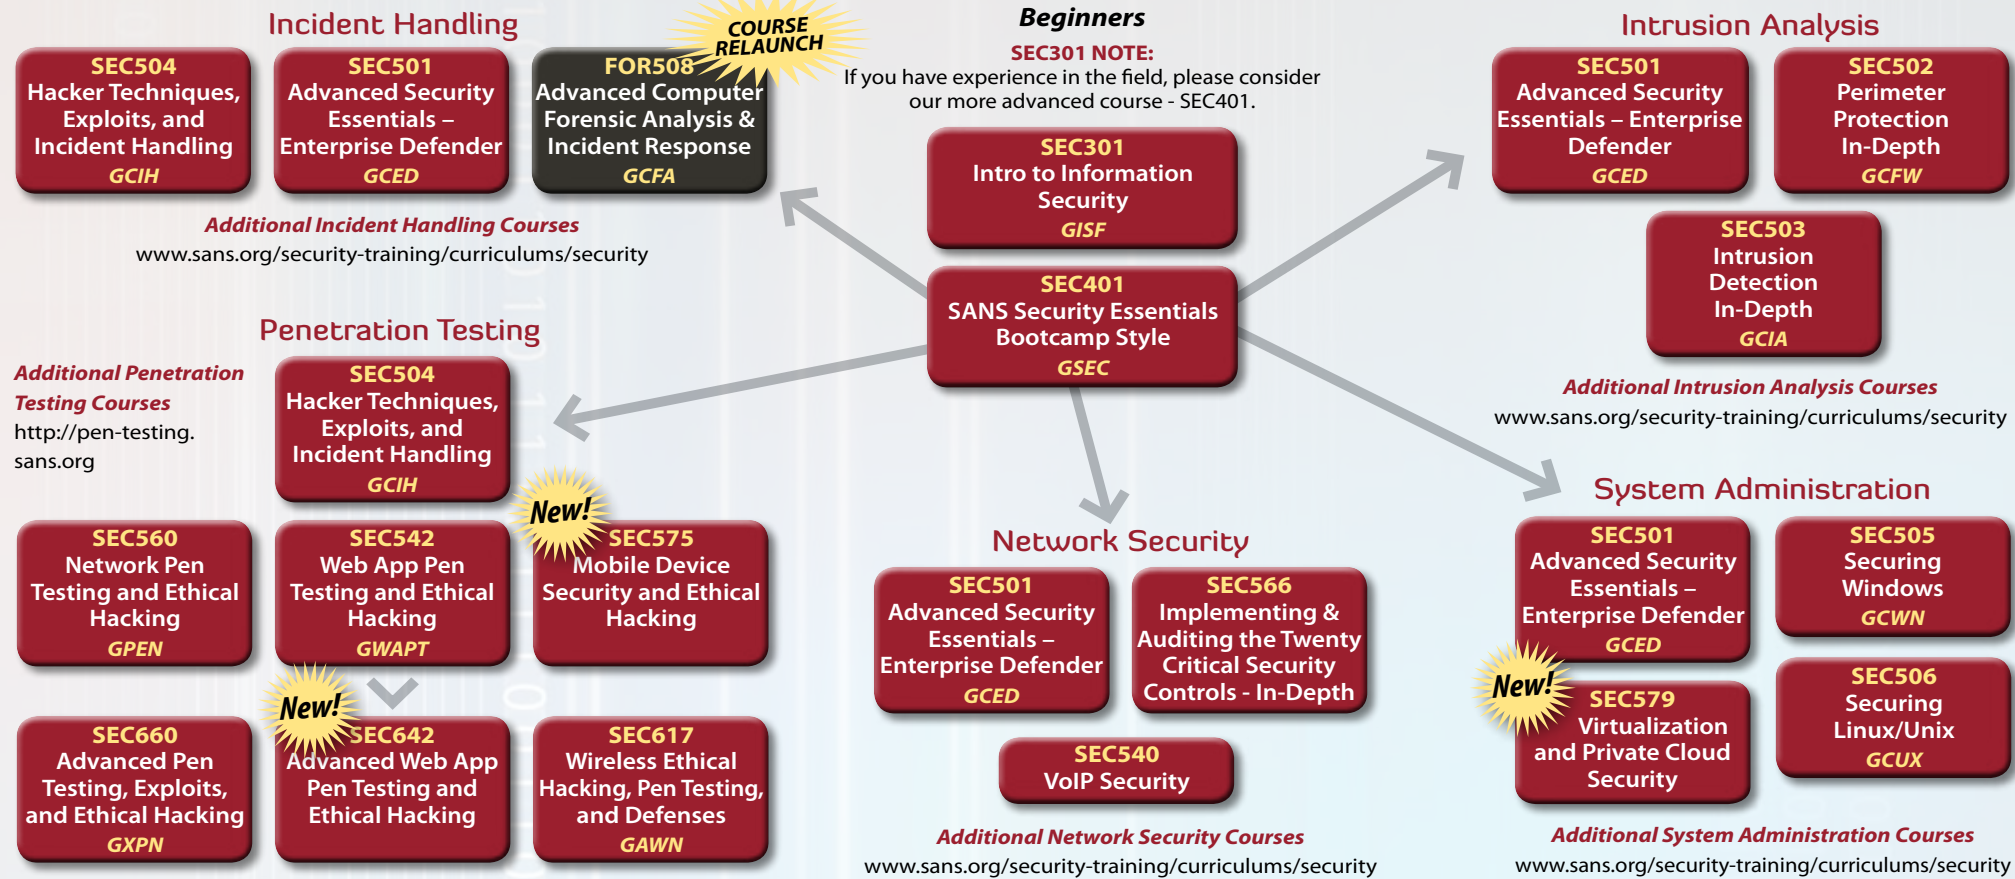 Incident Handling
COURSE
RELAUNCH
SEC504
Hacker Techniques,
Exploits, and
Incident Handling
GCIH
SEC501
Advanced Security
Essentials –
Enterprise Defender
GCED
FOR508
Advanced Computer
Forensic Analysis &
Incident Response
GCFA
Additional Incident Handling Courses
www.sans.org/security-training/curriculums/security
Beginners
SEC301 NOTE:
If you have experience in the field, please consider
our more advanced course - SEC401.
SEC301
Intro to Information
Security
GISF
SEC401
SANS Security Essentials
Bootcamp Style
GSEC
Intrusion Analysis
SEC501
Advanced Security
Essentials – Enterprise
Defender
GCED
SEC502
Perimeter
Protection
In-Depth
GCFW
SEC503
Intrusion
Detection
In-Depth
GCIA
Additional Intrusion Analysis Courses
www.sans.org/security-training/curriculums/security
Penetration Testing
Additional Penetration
Testing Courses
http://pen-testing.
sans.org
SEC504
Hacker Techniques,
Exploits, and
Incident Handling
GCIH
SEC560
Network Pen
Testing and Ethical
Hacking
GPEN
SEC542
Web App Pen
Testing and Ethical
Hacking
GWAPT
New!
SEC575
Mobile Device
Security and Ethical
Hacking
SEC660
Advanced Pen
Testing, Exploits,
and Ethical Hacking
GXPN
New!
SEC642
Advanced Web App
Pen Testing and
Ethical Hacking
SEC617
Wireless Ethical
Hacking, Pen Testing,
and Defenses
GAWN
Network Security
SEC501
Advanced Security
Essentials –
Enterprise Defender
GCED
SEC566
Implementing &
Auditing the Twenty
Critical Security
Controls - In-Depth
SEC540
VoIP Security
Additional Network Security Courses
www.sans.org/security-training/curriculums/security
System Administration
SEC501
Advanced Security
Essentials –
Enterprise Defender
GCED
SEC505
Securing
Windows
GCWN
New!
SEC579
Virtualization
and Private Cloud
Security
SEC506
Securing
Linux/Unix
GCUX
Additional System Administration Courses
www.sans.org/security-training/curriculums/security